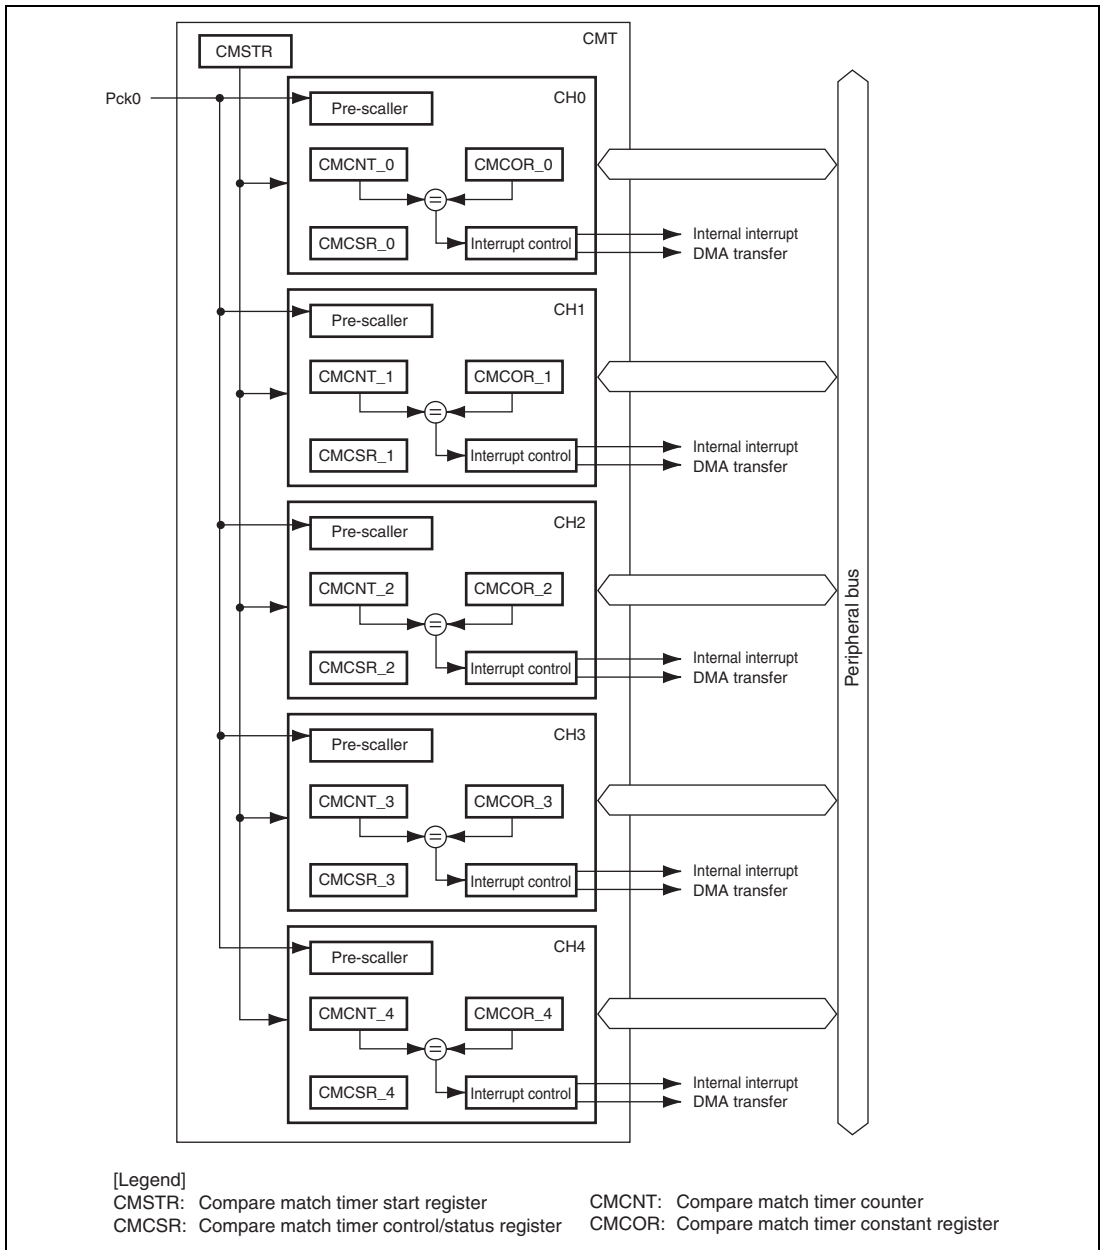 CMT
CMSTR
Pck0
CH0
Pre-scaller
CMCNT_0
CMCOR_0
=
CMCSR_0
Interrupt control
Internal interrupt
DMA transfer
CH1
Pre-scaller
CMCNT_1
CMCOR_1
=
CMCSR_1
Interrupt control
Internal interrupt
DMA transfer
CH2
Pre-scaller
CMCNT_2
CMCOR_2
=
CMCSR_2
Interrupt control
Internal interrupt
DMA transfer
CH3
Pre-scaller
CMCNT_3
CMCOR_3
=
CMCSR_3
Interrupt control
Internal interrupt
DMA transfer
CH4
Pre-scaller
CMCNT_4
CMCOR_4
=
CMCSR_4
Interrupt control
Internal interrupt
DMA transfer
Peripheral bus
[Legend]
CMSTR: Compare match timer start register
CMCSR: Compare match timer control/status register
CMCNT: Compare match timer counter
CMCOR: Compare match timer constant register